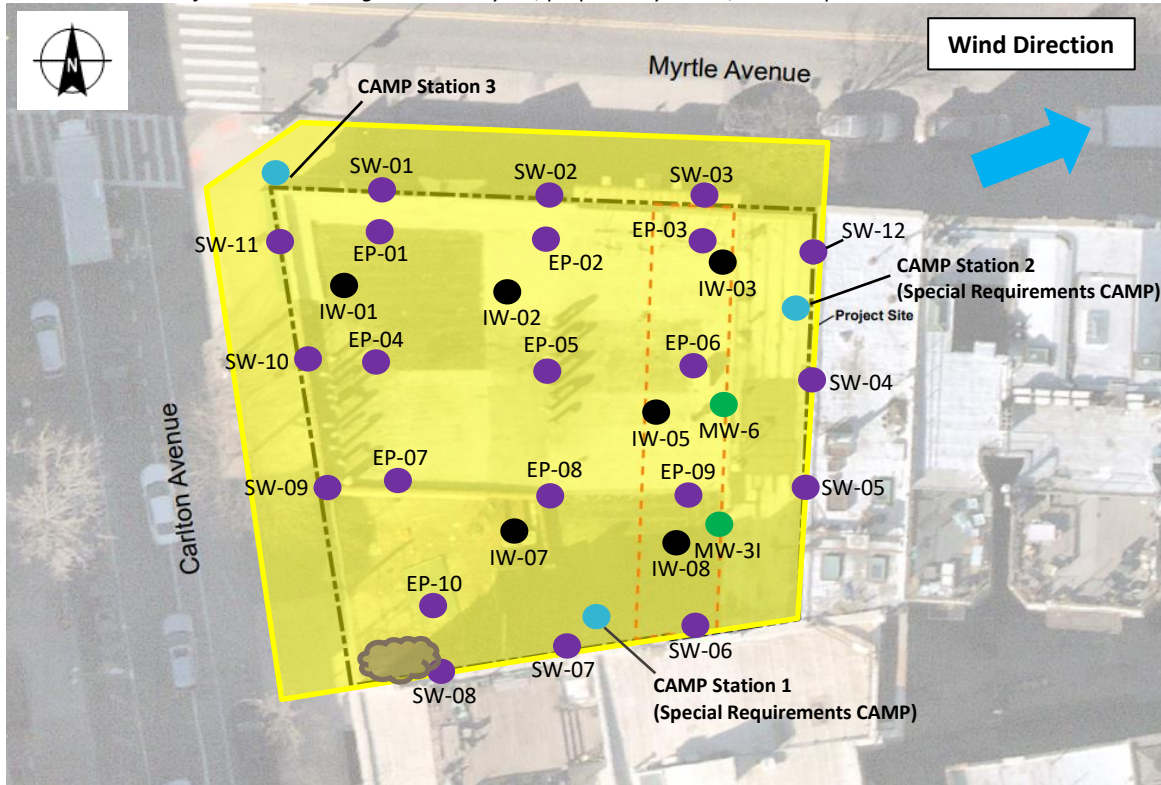 Wind Direction
Myrtle Avenue
N
CAMP Station 3
SW-01
SW-02
SW-03
SW-11
EP-01
EP-02
EP-03
SW-12
IW-01
IW-02
IW-03
CAMP Station 2
(Special Requirements CAMP)
Project Site
SW-10
EP-04
EP-05
EP-06
SW-04
IW-05
MW-6
Carlton Avenue
SW-09
EP-07
EP-08
EP-09
SW-05
IW-07
IW-08
MW-3I
EP-10
SW-08
SW-07
SW-06
CAMP Station 1
(Special Requirements CAMP)